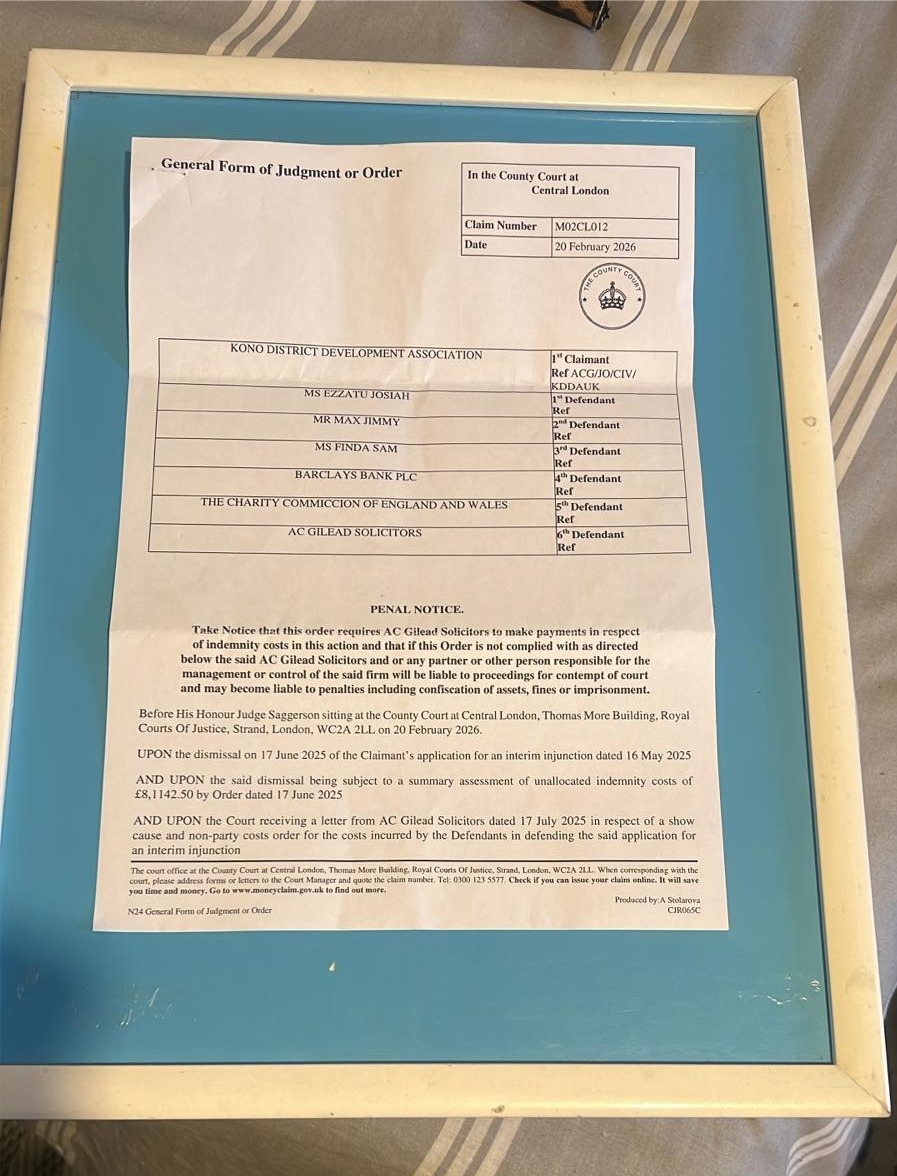 General Form of Judgment or Order
In the County Court at
Central London
Claim Number M02CL012
Date 20 February 2026
THE COUNTY COURT
KONO DISTRICT DEVELOPMENT ASSOCIATION 1st Claimant
Ref ACG/JO/CIV/
KDDAUK
MS EZZATU JOSIAH 1st Defendant
Ref
MR MAX JIMMY 2nd Defendant
Ref
MS FINDA SAM 3rd Defendant
Ref
BARCLAYS BANK PLC 4th Defendant
Ref
THE CHARITY COMMICCION OF ENGLAND AND WALES 5th Defendant
Ref
AC GILEAD SOLICITORS 6th Defendant
Ref
PENAL NOTICE.
Take Notice that this order requires AC Gilead Solicitors to make payments in respect
of indemnity costs in this action and that if this Order is not complied with as directed
below the said AC Gilead Solicitors and or any partner or other person responsible for the
management or control of the said firm will be liable to proceedings for contempt of court
and may become liable to penalties including confiscation of assets, fines or imprisonment.
Before His Honour Judge Saggerson sitting at the County Court at Central London, Thomas More Building, Royal
Courts Of Justice, Strand, London, WC2A 2LL on 20 February 2026.
UPON the dismissal on 17 June 2025 of the Claimant's application for an interim injunction dated 16 May 2025
AND UPON the said dismissal being subject to a summary assessment of unallocated indemnity costs of
£8,1142.50 by Order dated 17 June 2025
AND UPON the Court receiving a letter from AC Gilead Solicitors dated 17 July 2025 in respect of a show
cause and non-party costs order for the costs incurred by the Defendants in defending the said application for
an interim injunction
The court office at the County Court at Central London, Thomas More Building, Royal Courts Of Justice, Strand, London, WC2A 2LL. When corresponding with the
court, please address forms or letters to the Court Manager and quote the claim number. Tel: 0300 123 5577. Check if you can issue your claim online. It will save
you time and money. Go to www.moneyclaim.gov.uk to find out more.
Produced by:A Stolarova
N24 General Form of Judgment or Order CJR065C